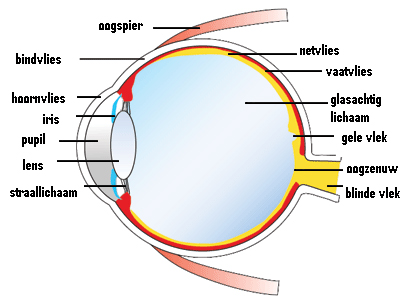 oogspier
bindvlies
hoornvlies
iris
pupil
lens
straallichaam
netvlies
vaatvlies
glasachtig
lichaam
gele vlek
oogzenuw
blinde vlek